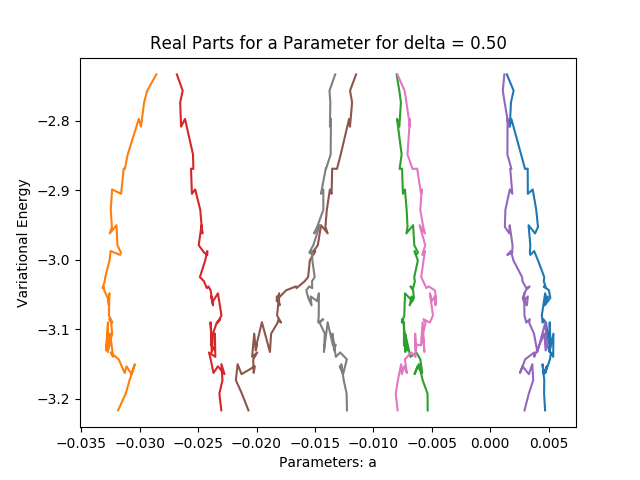 Real Parts for a Parameter for delta = 0.50
Variational Energy
−2.8
−2.9
−3.0
−3.1
−3.2
−0.035 −0.030 −0.025 −0.020 −0.015 −0.010 −0.005 0.000 0.005
Parameters: a